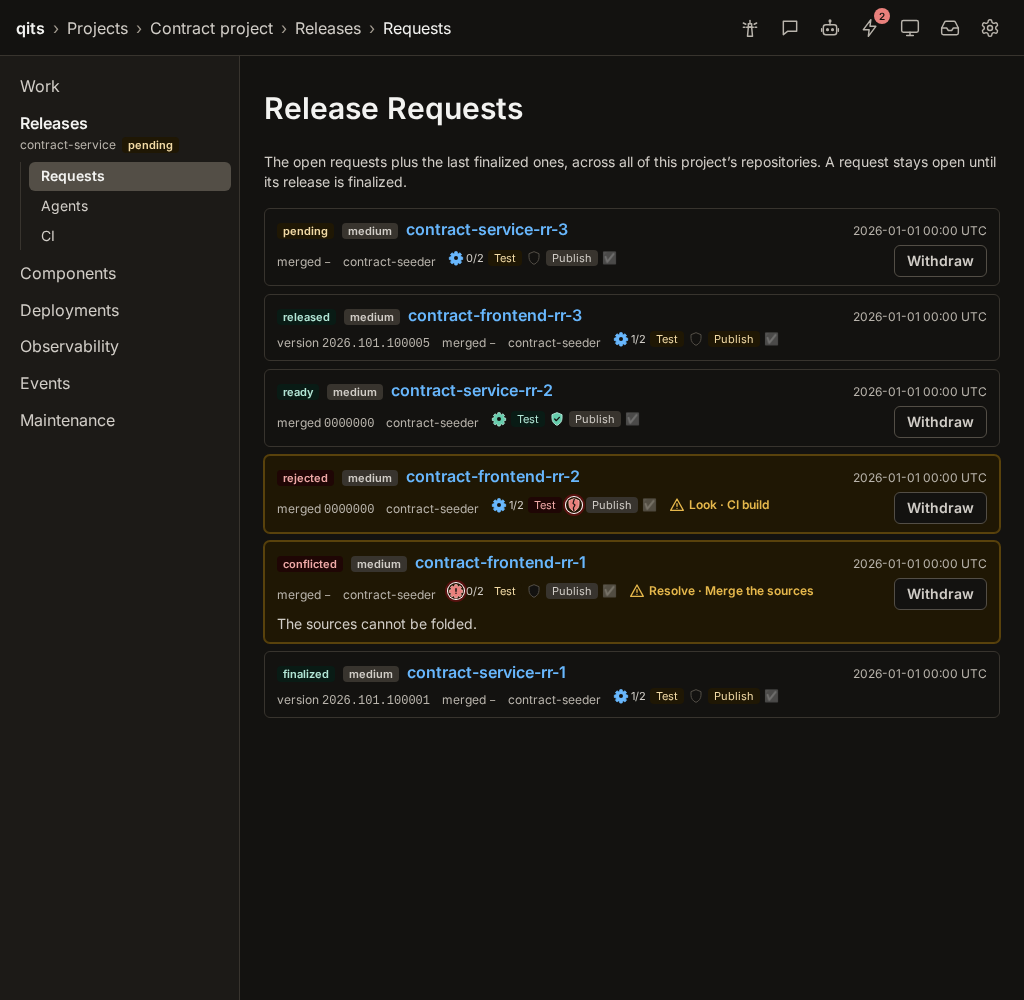 qits › Projects › Contract project › Releases › Requests
2
Work
Releases
contract-service pending
Requests
Agents
CI
Components
Deployments
Observability
Events
Maintenance
Release Requests
The open requests plus the last finalized ones, across all of this project’s repositories. A request stays open until
its release is finalized.
pending medium contract-service-rr-3 2026-01-01 00:00 UTC
merged – contract-seeder 0/2 Test Publish Withdraw
released medium contract-frontend-rr-3 2026-01-01 00:00 UTC
version 2026.101.100005 merged – contract-seeder 1/2 Test Publish
ready medium contract-service-rr-2 2026-01-01 00:00 UTC
merged 0000000 contract-seeder Test Publish Withdraw
rejected medium contract-frontend-rr-2 2026-01-01 00:00 UTC
merged 0000000 contract-seeder 1/2 Test Publish Look · CI build Withdraw
conflicted medium contract-frontend-rr-1 2026-01-01 00:00 UTC
merged – contract-seeder 0/2 Test Publish Resolve · Merge the sources Withdraw
The sources cannot be folded.
finalized medium contract-service-rr-1 2026-01-01 00:00 UTC
version 2026.101.100001 merged – contract-seeder 1/2 Test Publish